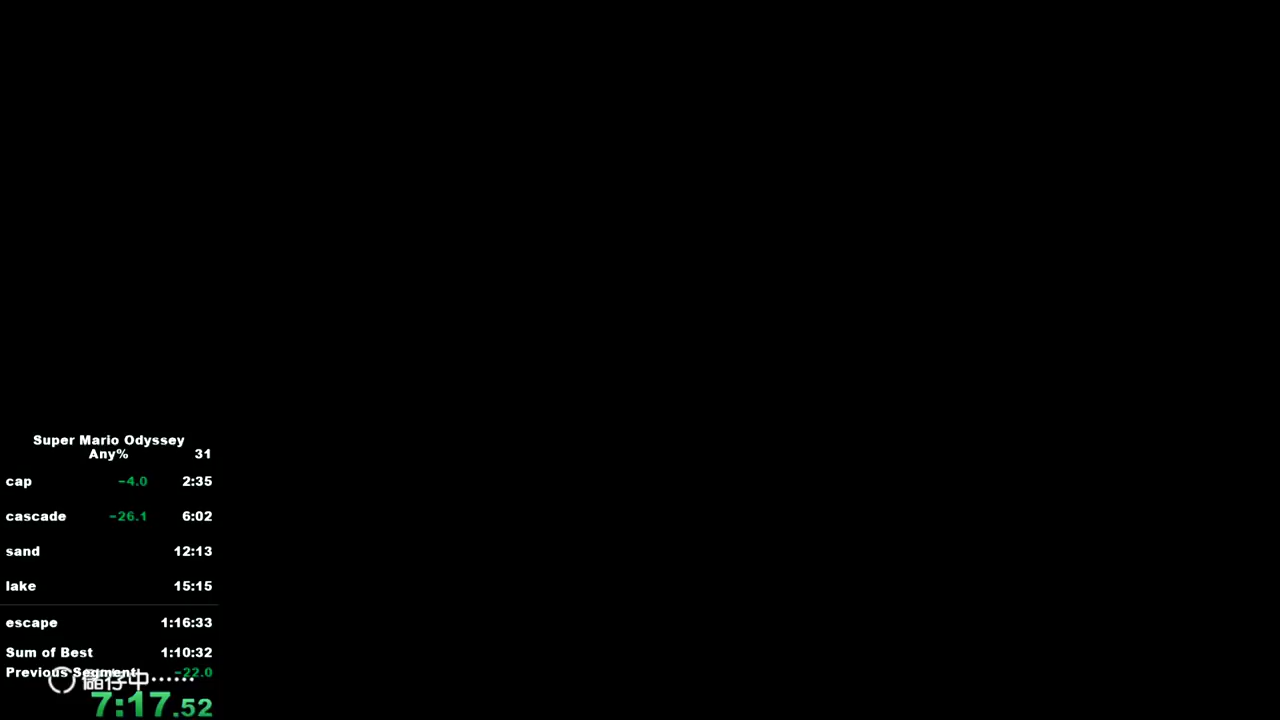 Super Mario Odyssey
Any% 31
cap -4.0 2:35
cascade -26.1 6:02
sand 12:13
lake 15:15
escape 1:16:33
Sum of Best 1:10:32
Previous Segment -22.0
儲存中……
7:17.52